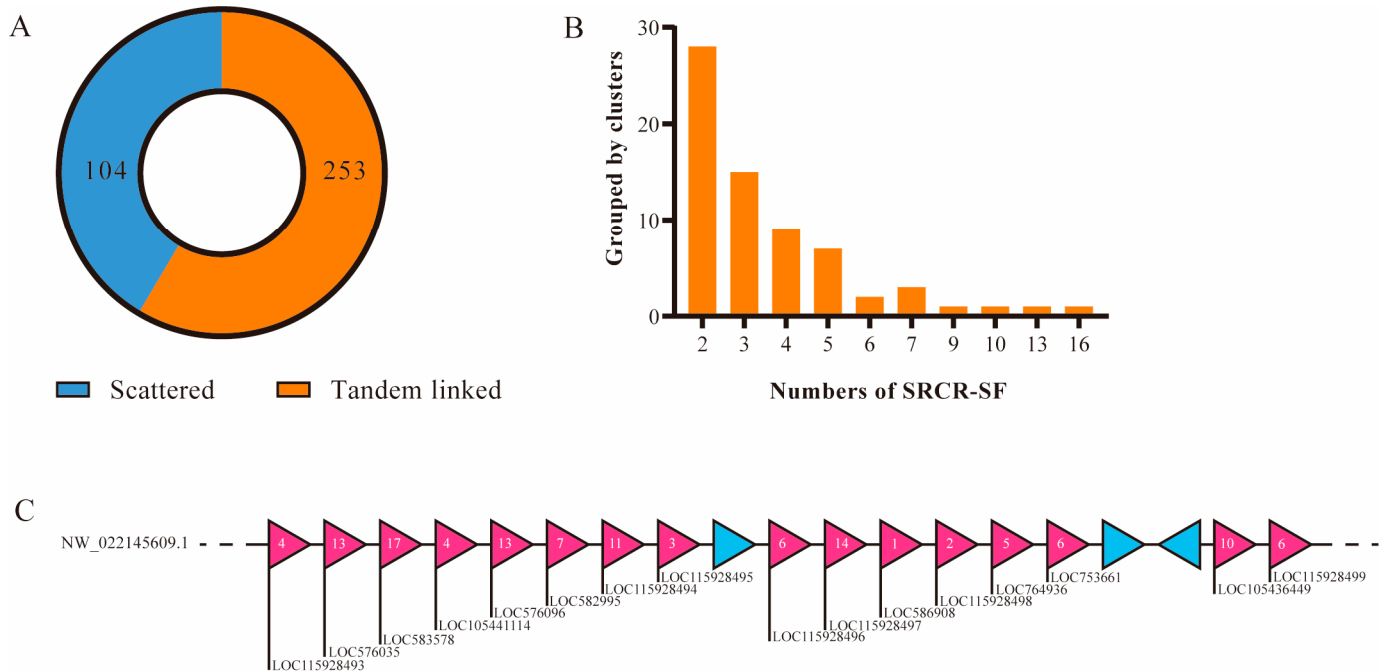 A
104
253
Scattered
Tandem linked
B
Grouped by clusters
30
20
10
0
2 3 4 5 6 7 9 10 13 16
Numbers of SRCR-SF
C
NW_022145609.1
4 13 17 4 13 7 11 3 6 14 1 2 5 6 10 6
LOC115928493
LOC576035
LOC583578
LOC105441114
LOC576096
LOC582995
LOC115928494
LOC115928495
LOC115928496
LOC115928497
LOC586908
LOC115928498
LOC764936
LOC753661
LOC105436449
LOC115928499